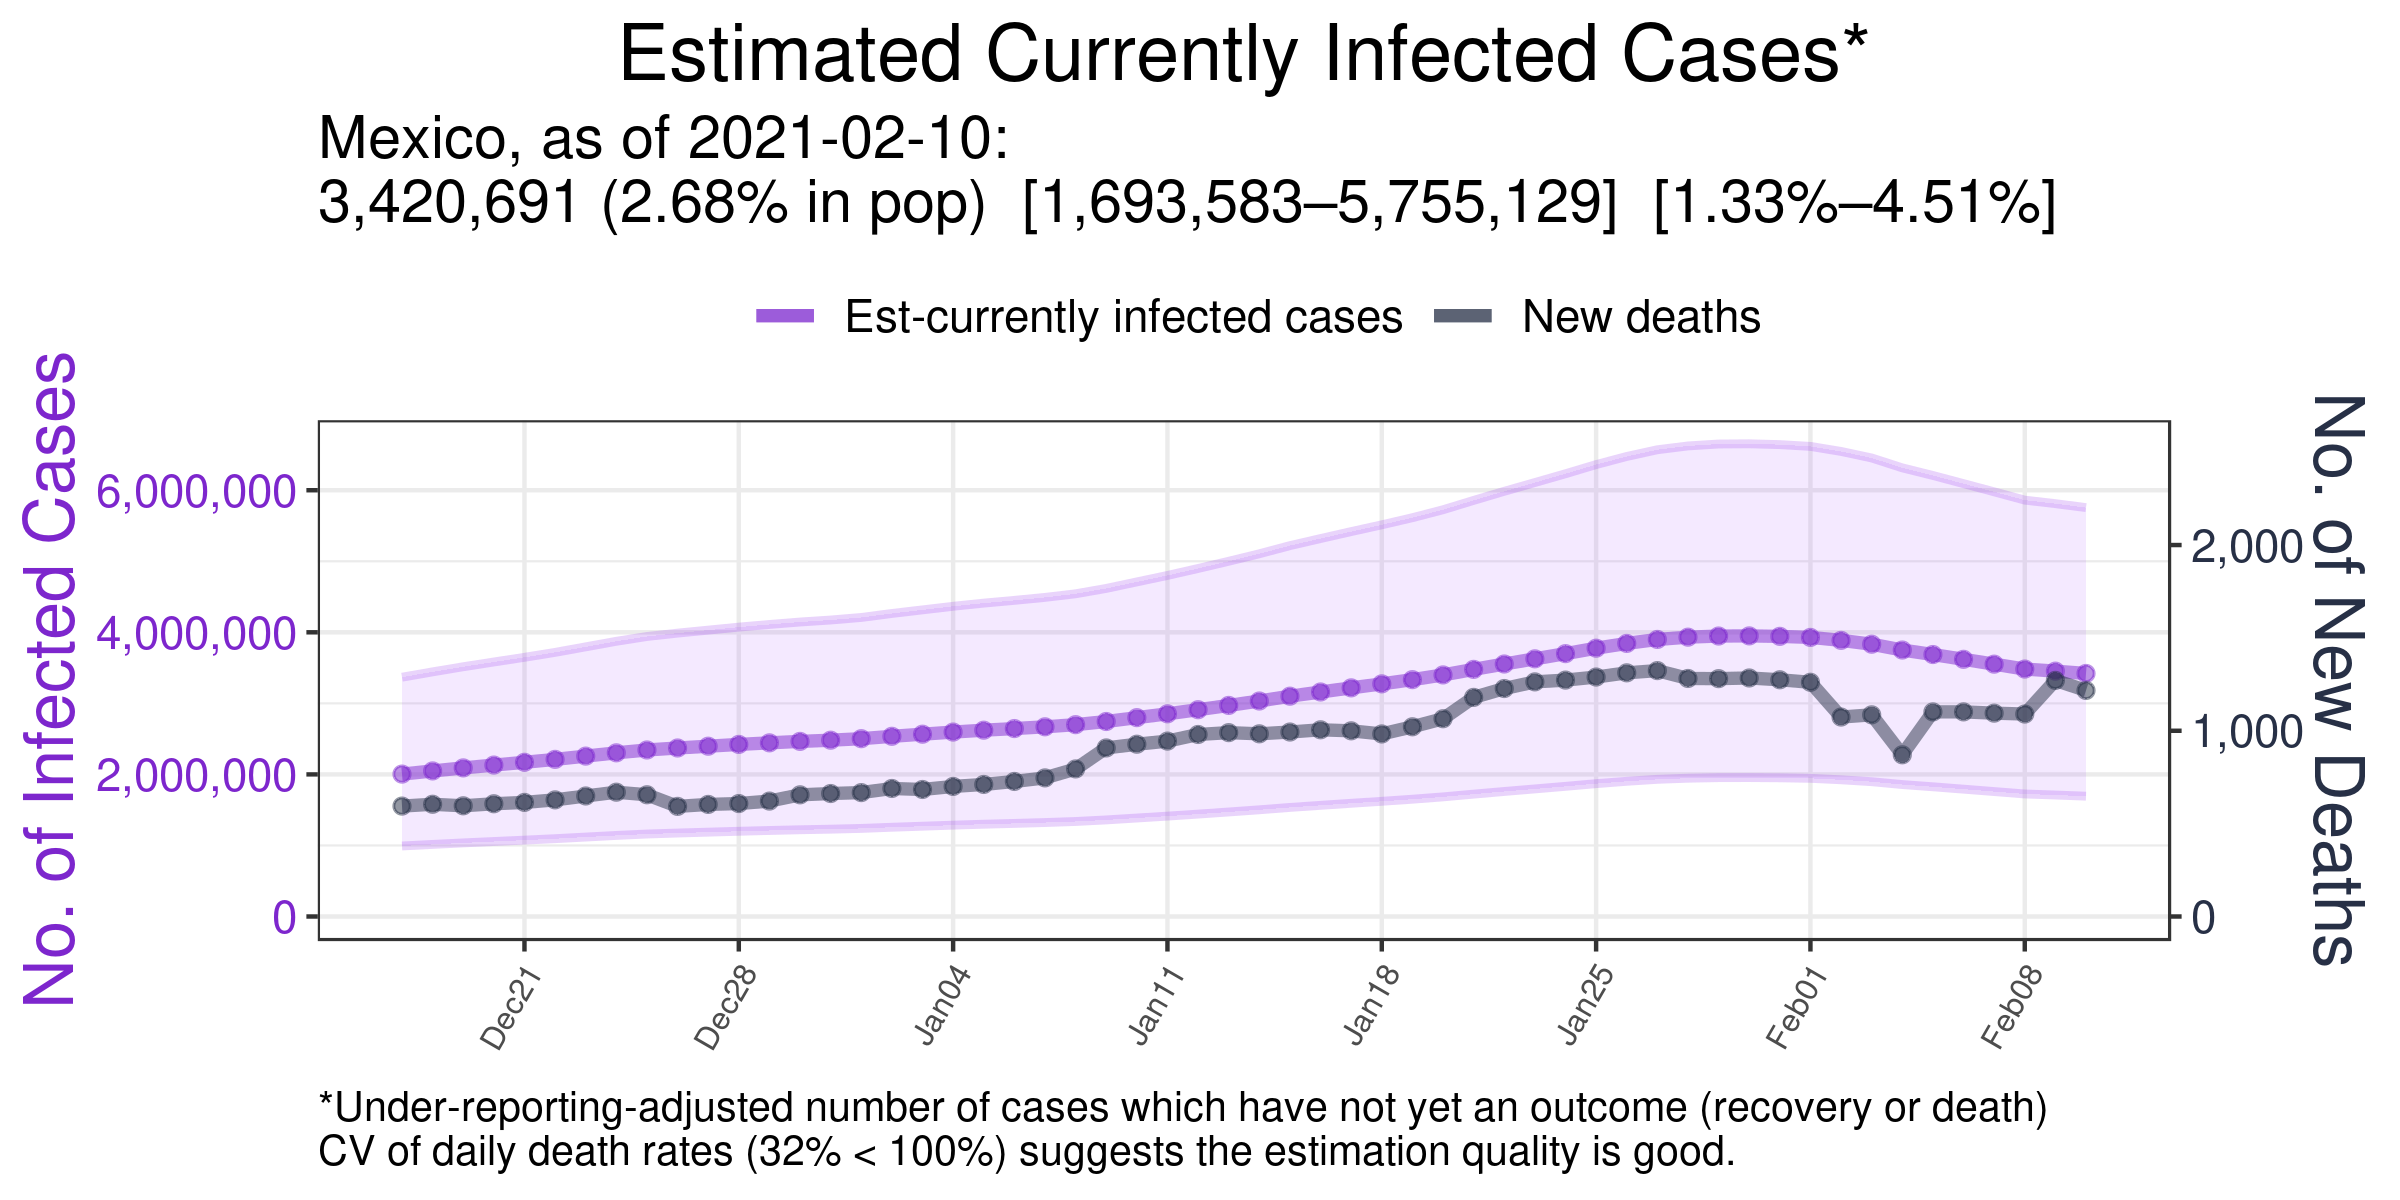 Estimated Currently Infected Cases*
Mexico, as of 2021-02-10:
3,420,691 (2.68% in pop)  [1,693,583–5,755,129]  [1.33%–4.51%]
Est-currently infected cases
New deaths
No. of Infected Cases
6,000,000
4,000,000
2,000,000
0
No. of New Deaths
2,000
1,000
0
Dec21
Dec28
Jan04
Jan11
Jan18
Jan25
Feb01
Feb08
*Under-reporting-adjusted number of cases which have not yet an outcome (recovery or death)
CV of daily death rates (32% < 100%) suggests the estimation quality is good.